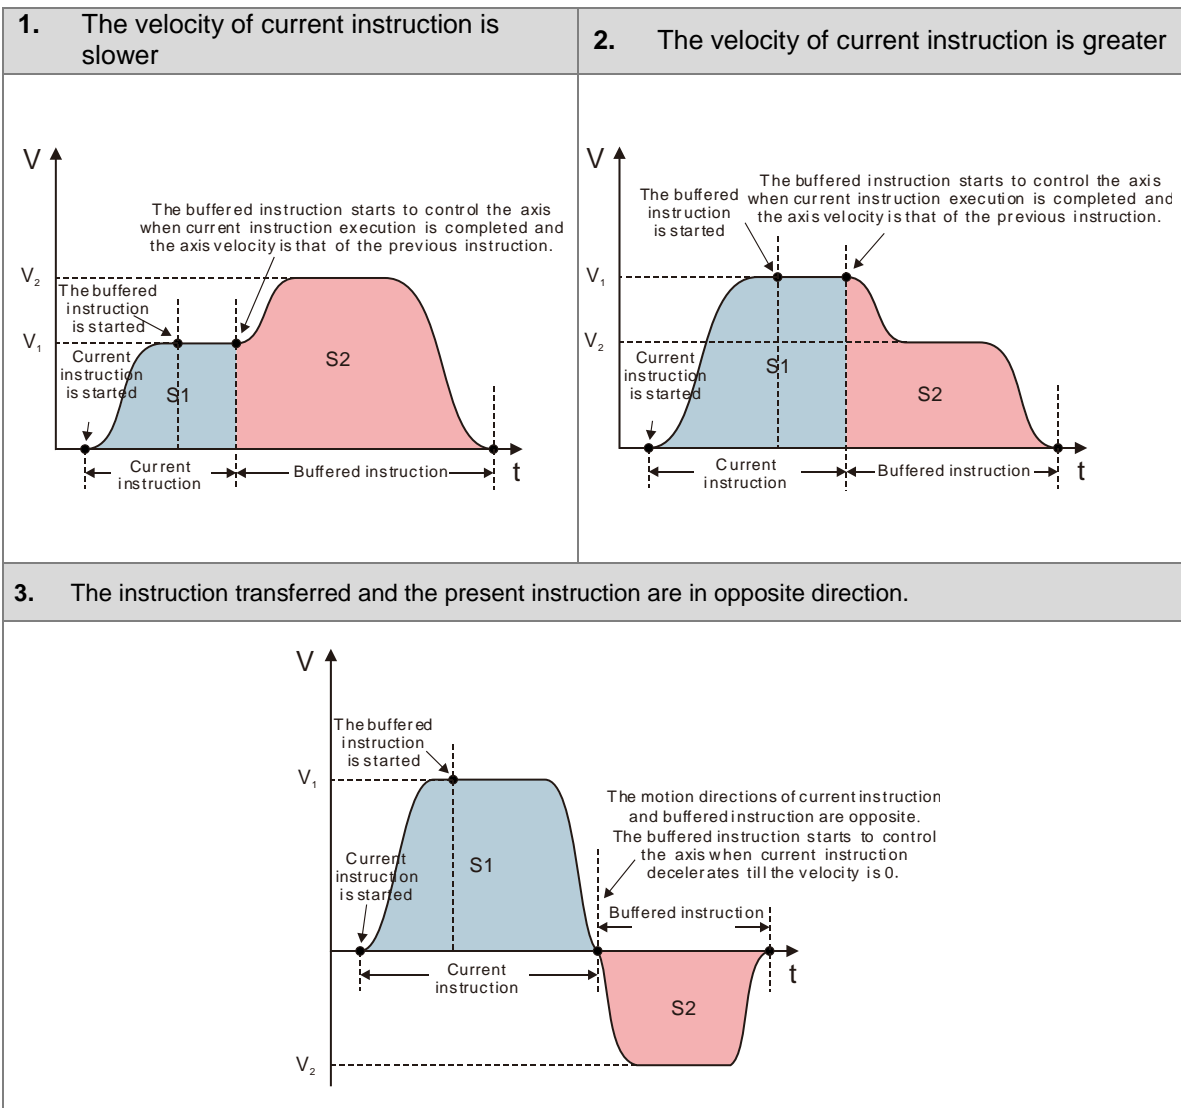 1. The velocity of current instruction is
slower
2. The velocity of current instruction is greater
V
The buffered instruction starts to control the axis
when current instruction execution is completed and
the axis velocity is that of the previous instruction.
V2
The buffered
instruction
is started
V1
Current
instruction
is started
S1
S2
Current
instruction
Buffered instruction
t
V
The buffered
instruction
is started
The buffered instruction starts to control the axis
when current instruction execution is completed and
the axis velocity is that of the previous instruction.
V1
V2
Current
instruction
is started
S1
S2
Current
instruction
Buffered instruction
t
3. The instruction transferred and the present instruction are in opposite direction.
V
The buffered
instruction
is started
V1
The motion directions of current instruction
and buffered instruction are opposite.
The buffered instruction starts to control
the axis when current instruction
decelerates till the velocity is 0.
Current
instruction
is started
S1
Buffered instruction
Current
instruction
t
S2
V2